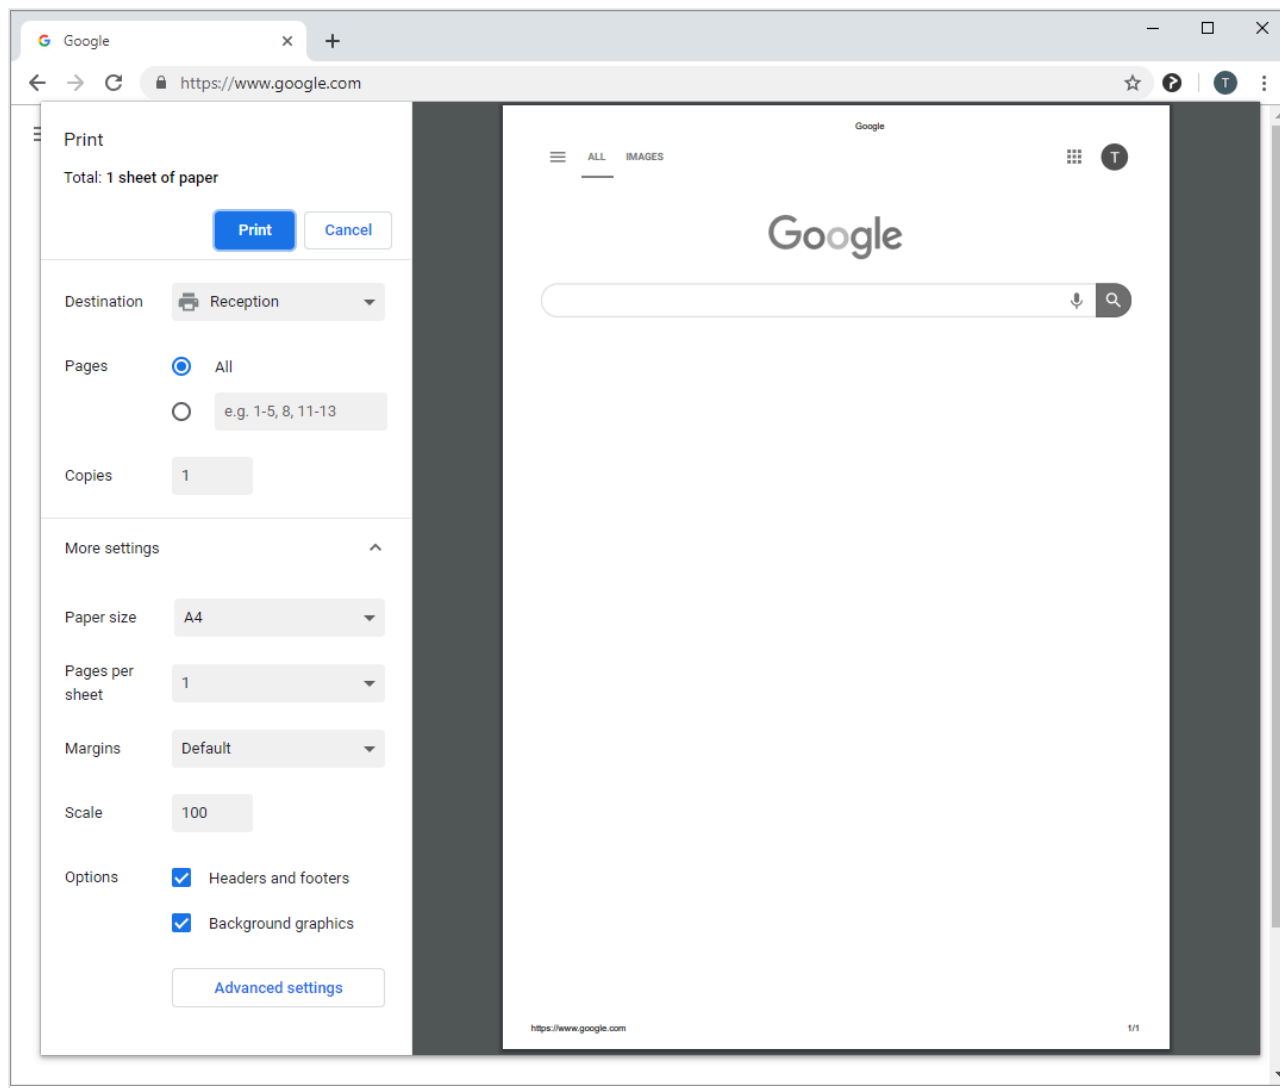 Google
https://www.google.com
T
Print
Total: 1 sheet of paper
Print Cancel
Destination Reception
Pages All
e.g. 1-5, 8, 11-13
Copies 1
More settings
Paper size A4
Pages per
sheet
1
Margins Default
Scale 100
Options Headers and footers
Background graphics
Advanced settings
Google
ALL IMAGES T
Google
https://www.google.com 1/1